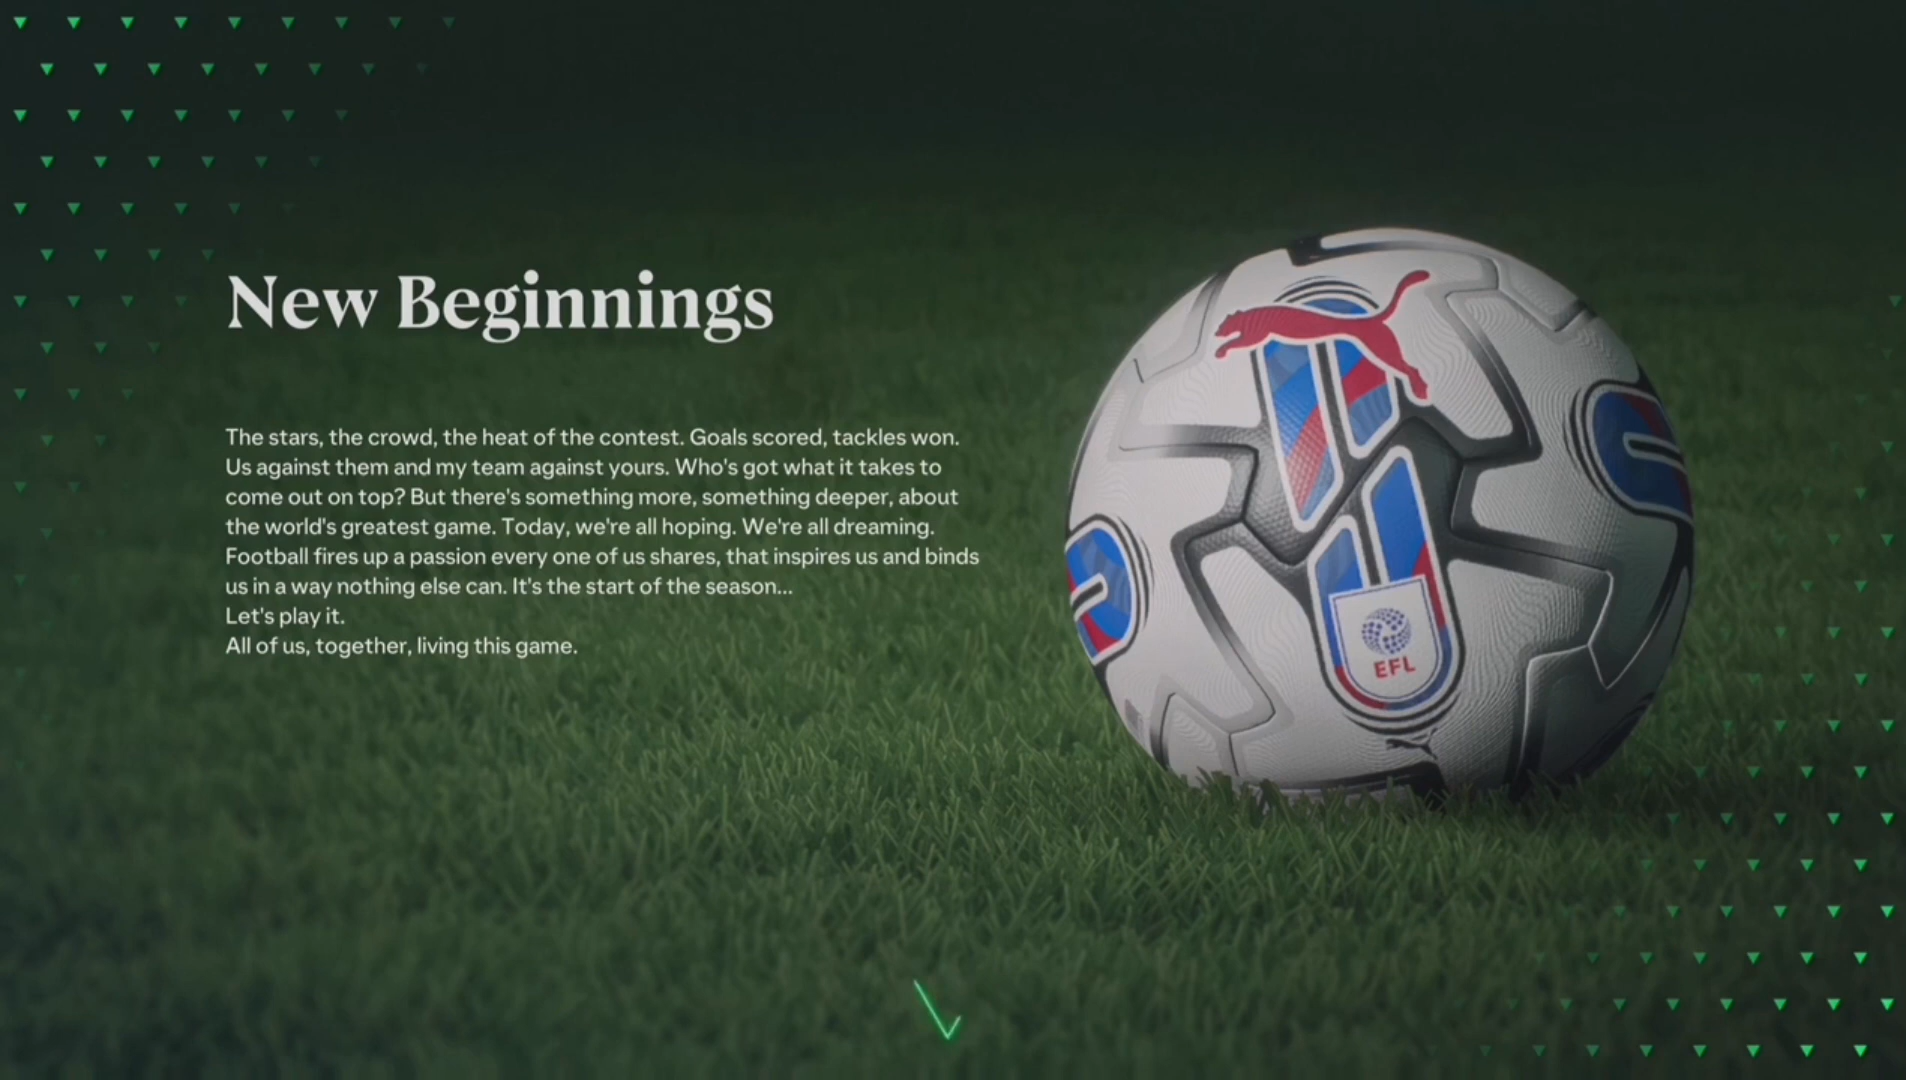 New Beginnings
The stars, the crowd, the heat of the contest. Goals scored, tackles won.
Us against them and my team against yours. Who's got what it takes to
come out on top? But there's something more, something deeper, about
the world's greatest game. Today, we're all hoping. We're all dreaming.
Football fires up a passion every one of us shares, that inspires us and binds
us in a way nothing else can. It's the start of the season...
Let's play it.
All of us, together, living this game.
EFL